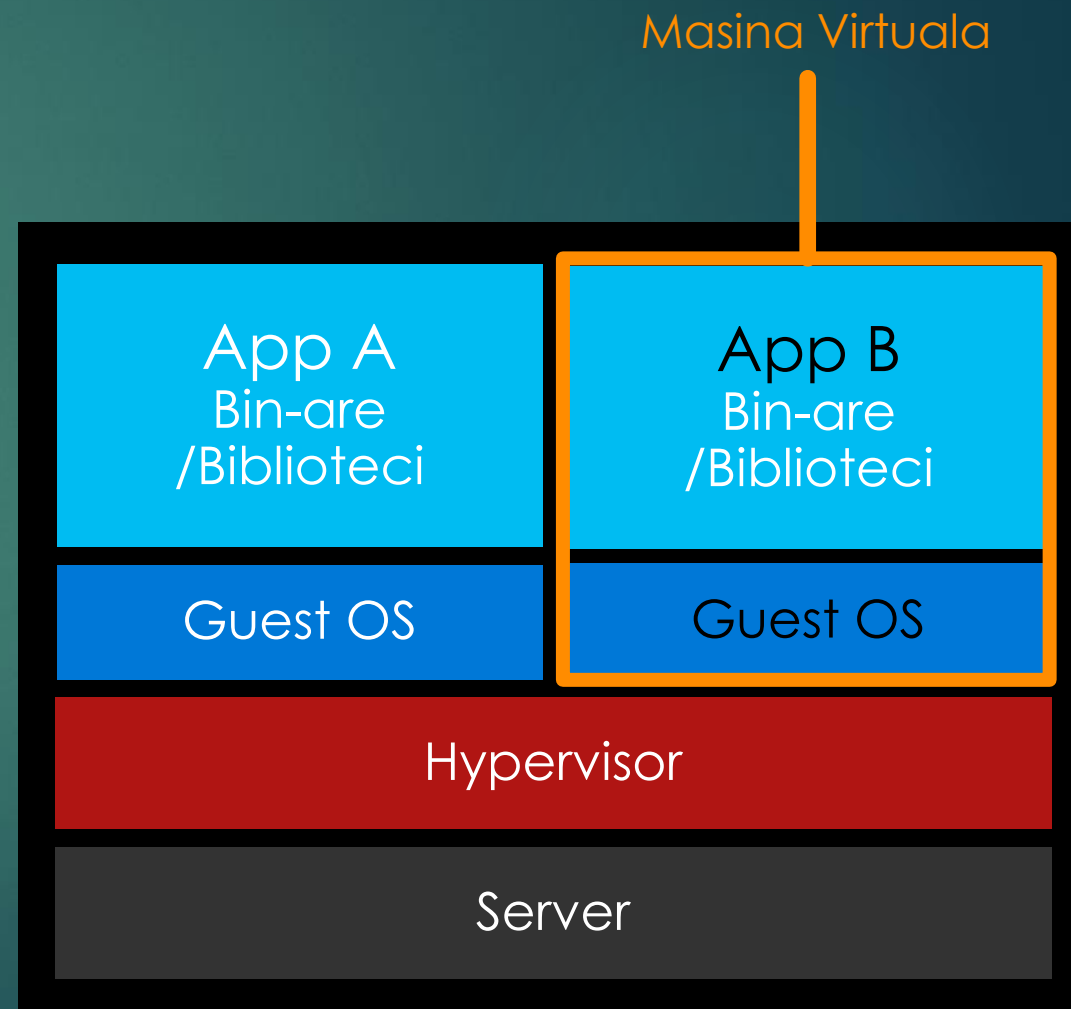 Masina Virtuala
App A
Bin-are
/Biblioteci
App B
Bin-are
/Biblioteci
Guest OS
Guest OS
Hypervisor
Server